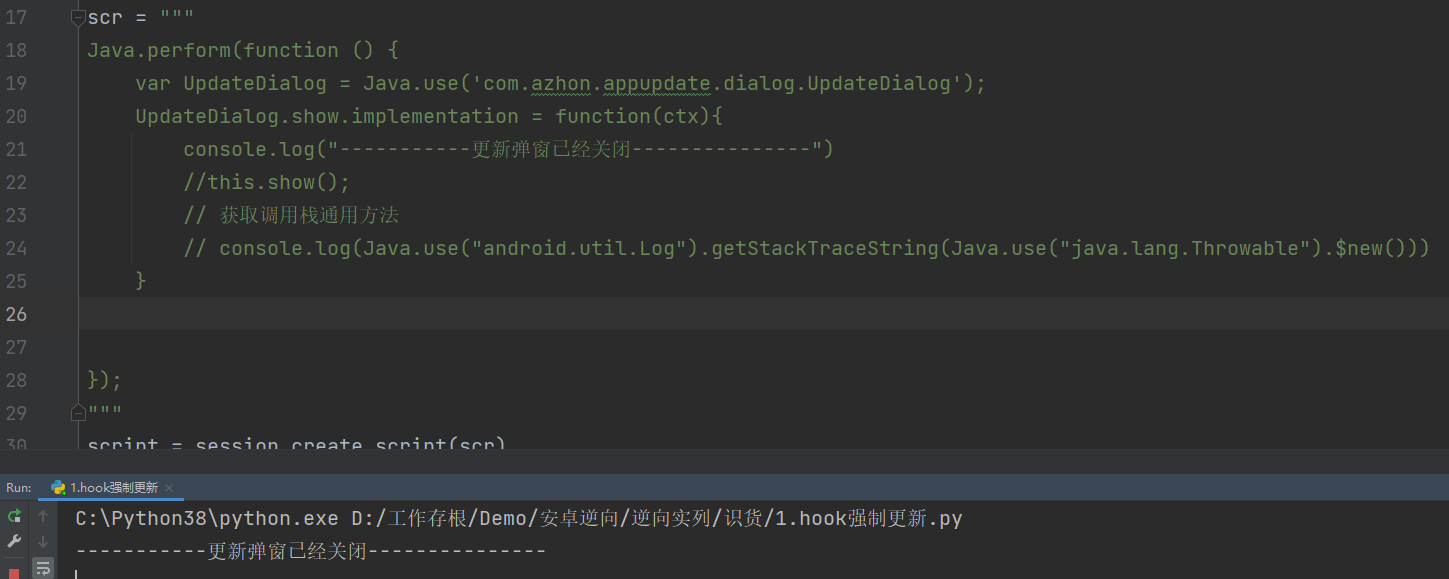 17 scr = """
18 Java.perform(function () {
19 var UpdateDialog = Java.use('com.azhon.appupdate.dialog.UpdateDialog');
20 UpdateDialog.show.implementation = function(ctx){
21 console.log("-----------更新弹窗已经关闭---------------")
22 //this.show();
23 // 获取调用栈通用方法
24 // console.log(Java.use("android.util.Log").getStackTraceString(Java.use("java.lang.Throwable").$new()))
25 }
26
27
28 });
29 """
30 script = session.create_script(scr)
Run: 1.hook强制更新 ×
C:\Python38\python.exe D:/工作存根/Demo/安卓逆向/逆向实列/识货/1.hook强制更新.py
-----------更新弹窗已经关闭---------------